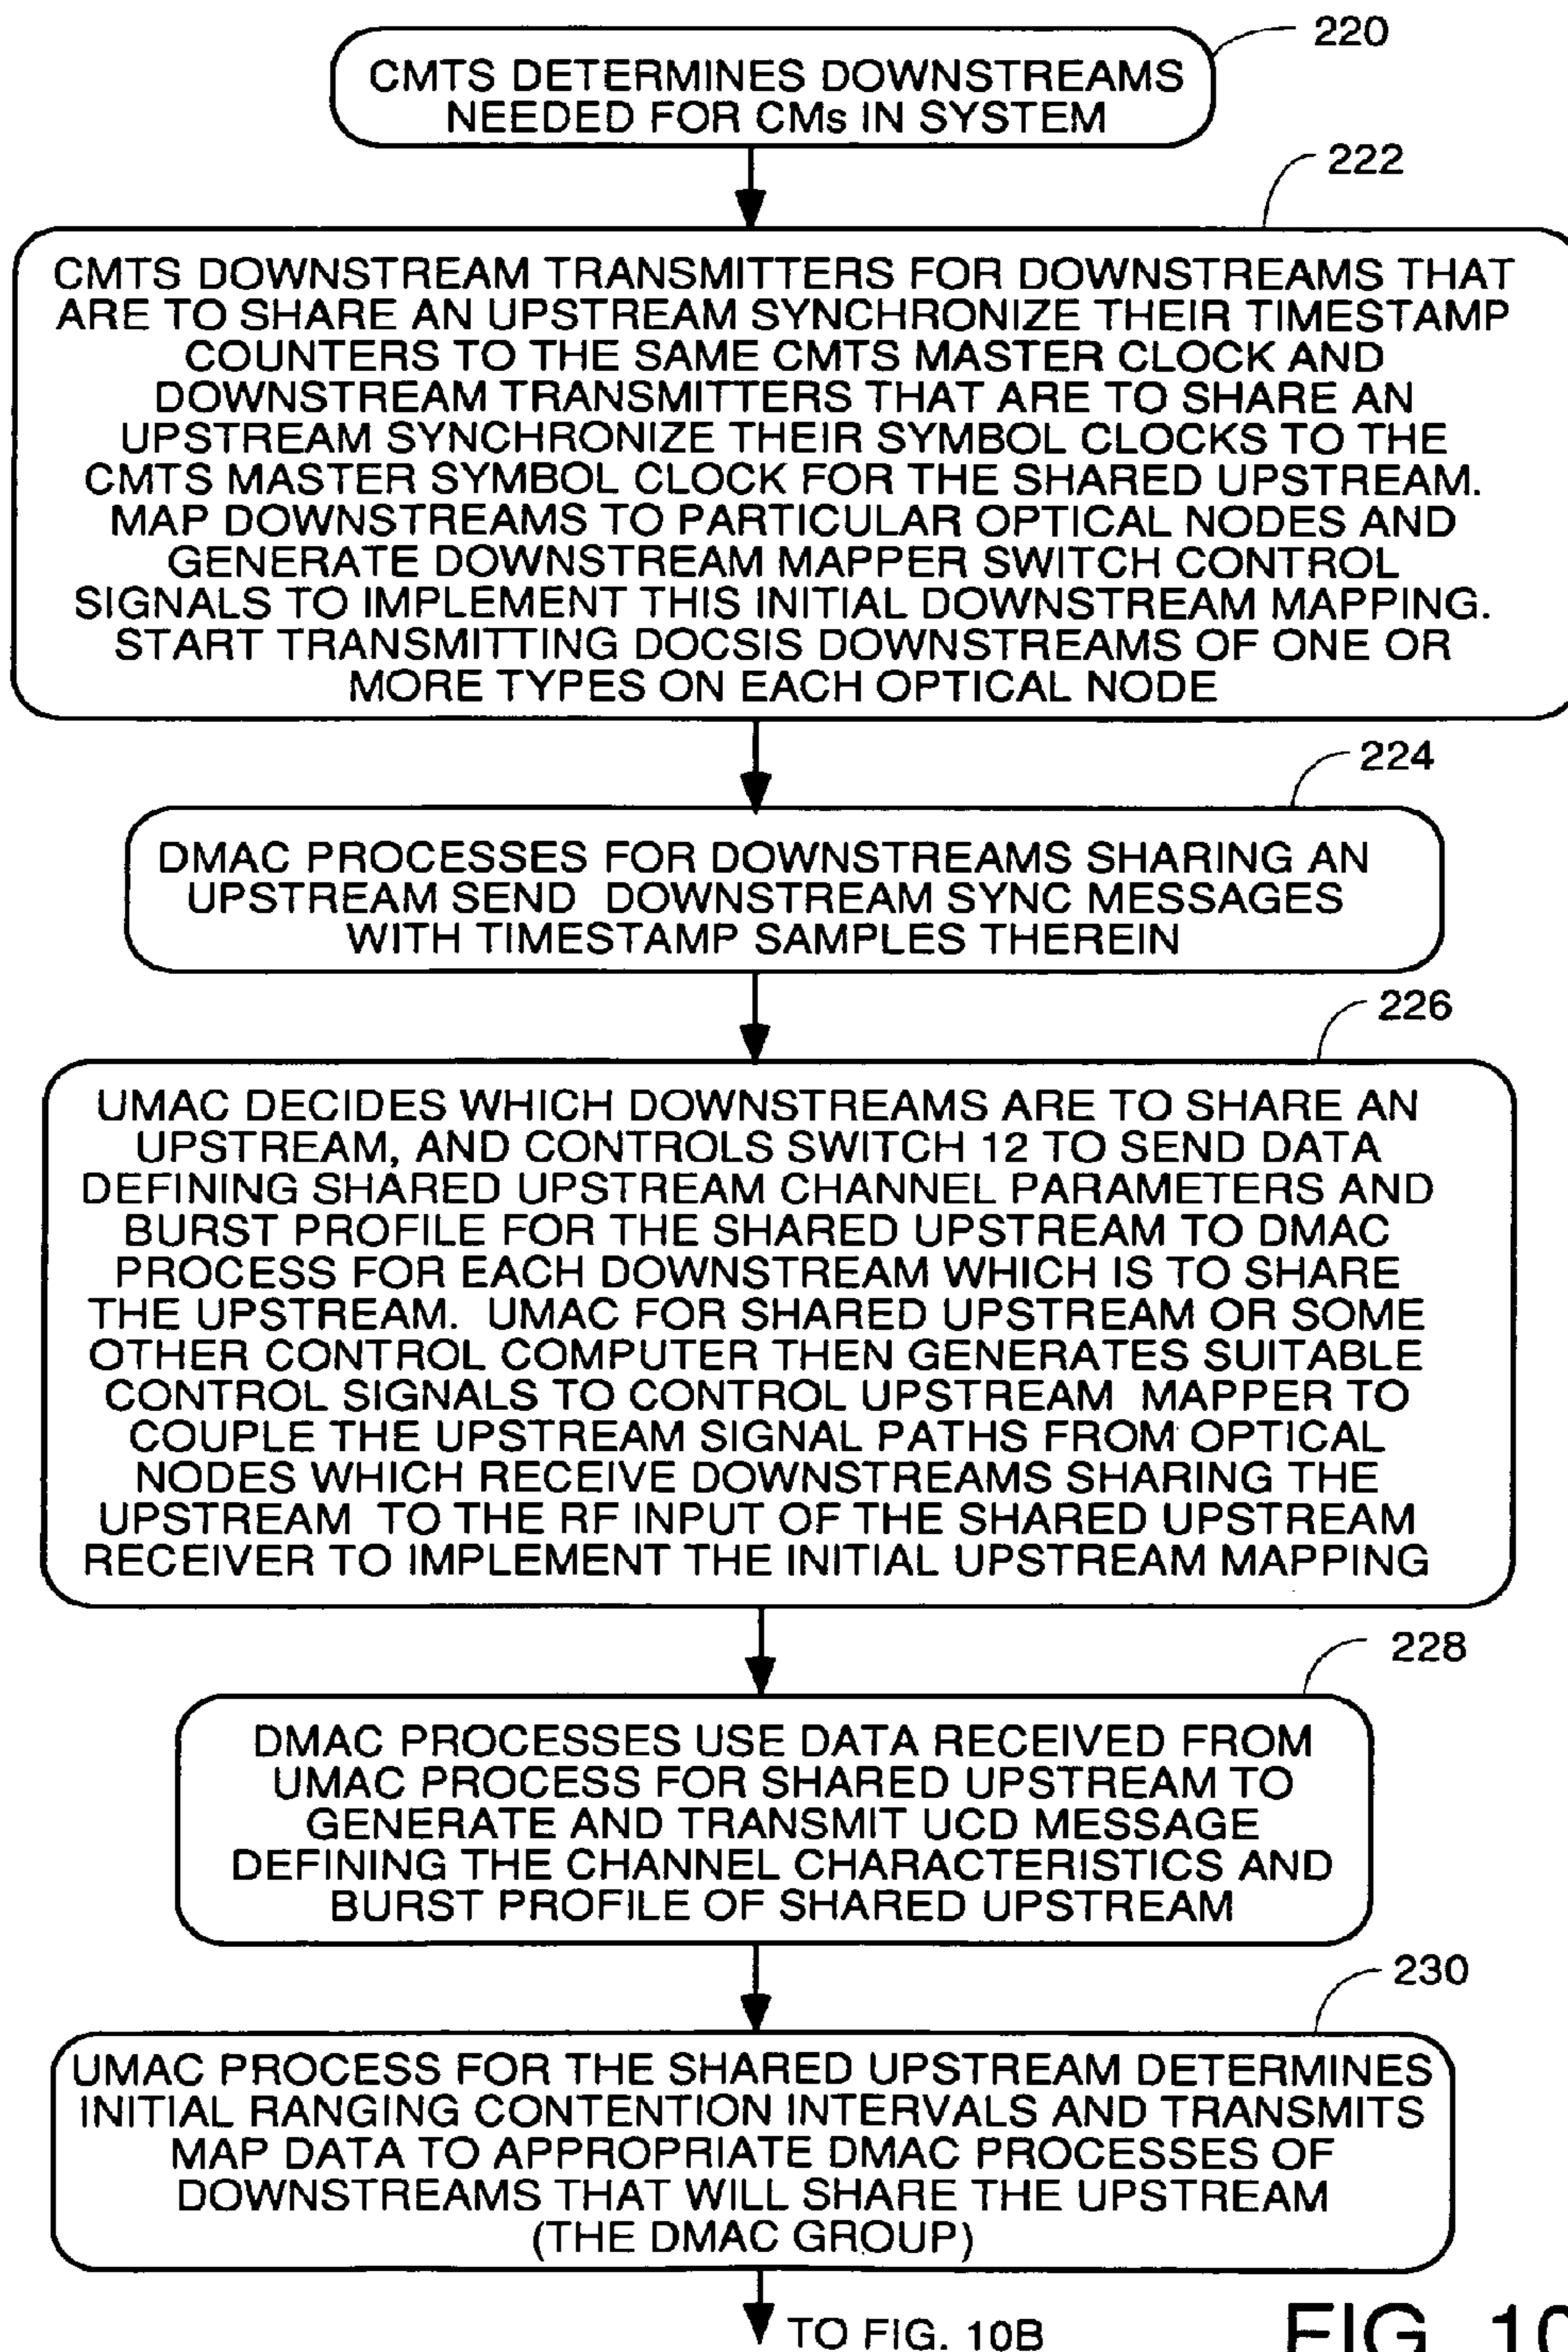 220
CMTS DETERMINES DOWNSTREAMS
NEEDED FOR CMs IN SYSTEM
222
CMTS DOWNSTREAM TRANSMITTERS FOR DOWNSTREAMS THAT
ARE TO SHARE AN UPSTREAM SYNCHRONIZE THEIR TIMESTAMP
COUNTERS TO THE SAME CMTS MASTER CLOCK AND
DOWNSTREAM TRANSMITTERS THAT ARE TO SHARE AN
UPSTREAM SYNCHRONIZE THEIR SYMBOL CLOCKS TO THE
CMTS MASTER SYMBOL CLOCK FOR THE SHARED UPSTREAM.
MAP DOWNSTREAMS TO PARTICULAR OPTICAL NODES AND
GENERATE DOWNSTREAM MAPPER SWITCH CONTROL
SIGNALS TO IMPLEMENT THIS INITIAL DOWNSTREAM MAPPING.
START TRANSMITTING DOCSIS DOWNSTREAMS OF ONE OR
MORE TYPES ON EACH OPTICAL NODE
224
DMAC PROCESSES FOR DOWNSTREAMS SHARING AN
UPSTREAM SEND DOWNSTREAM SYNC MESSAGES
WITH TIMESTAMP SAMPLES THEREIN
226
UMAC DECIDES WHICH DOWNSTREAMS ARE TO SHARE AN
UPSTREAM, AND CONTROLS SWITCH 12 TO SEND DATA
DEFINING SHARED UPSTREAM CHANNEL PARAMETERS AND
BURST PROFILE FOR THE SHARED UPSTREAM TO DMAC
PROCESS FOR EACH DOWNSTREAM WHICH IS TO SHARE
THE UPSTREAM. UMAC FOR SHARED UPSTREAM OR SOME
OTHER CONTROL COMPUTER THEN GENERATES SUITABLE
CONTROL SIGNALS TO CONTROL UPSTREAM MAPPER TO
COUPLE THE UPSTREAM SIGNAL PATHS FROM OPTICAL
NODES WHICH RECEIVE DOWNSTREAMS SHARING THE
UPSTREAM TO THE RF INPUT OF THE SHARED UPSTREAM
RECEIVER TO IMPLEMENT THE INITIAL UPSTREAM MAPPING
228
DMAC PROCESSES USE DATA RECEIVED FROM
UMAC PROCESS FOR SHARED UPSTREAM TO
GENERATE AND TRANSMIT UCD MESSAGE
DEFINING THE CHANNEL CHARACTERISTICS AND
BURST PROFILE OF SHARED UPSTREAM
230
UMAC PROCESS FOR THE SHARED UPSTREAM DETERMINES
INITIAL RANGING CONTENTION INTERVALS AND TRANSMITS
MAP DATA TO APPROPRIATE DMAC PROCESSES OF
DOWNSTREAMS THAT WILL SHARE THE UPSTREAM
(THE DMAC GROUP)
TO FIG. 10B
FIG. 10